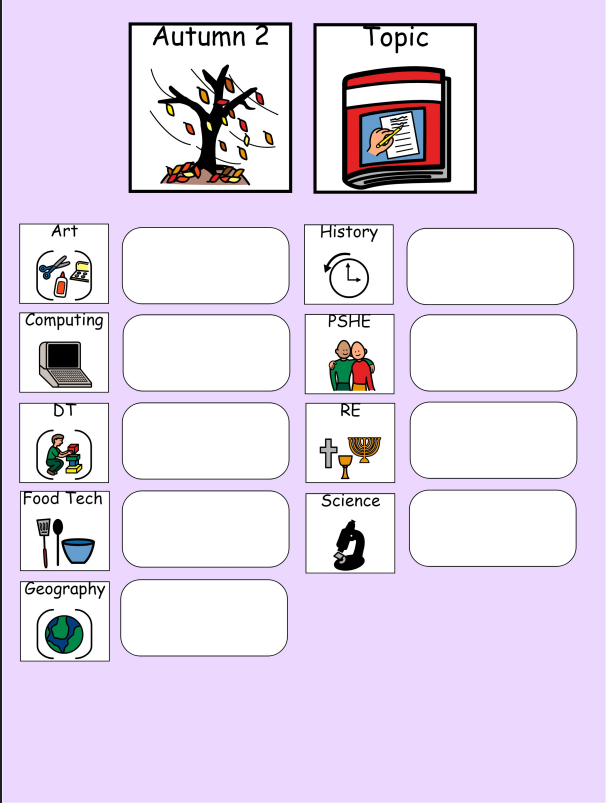 Autumn 2
Topic
Art
History
Computing
PSHE
DT
RE
Food Tech
Science
Geography